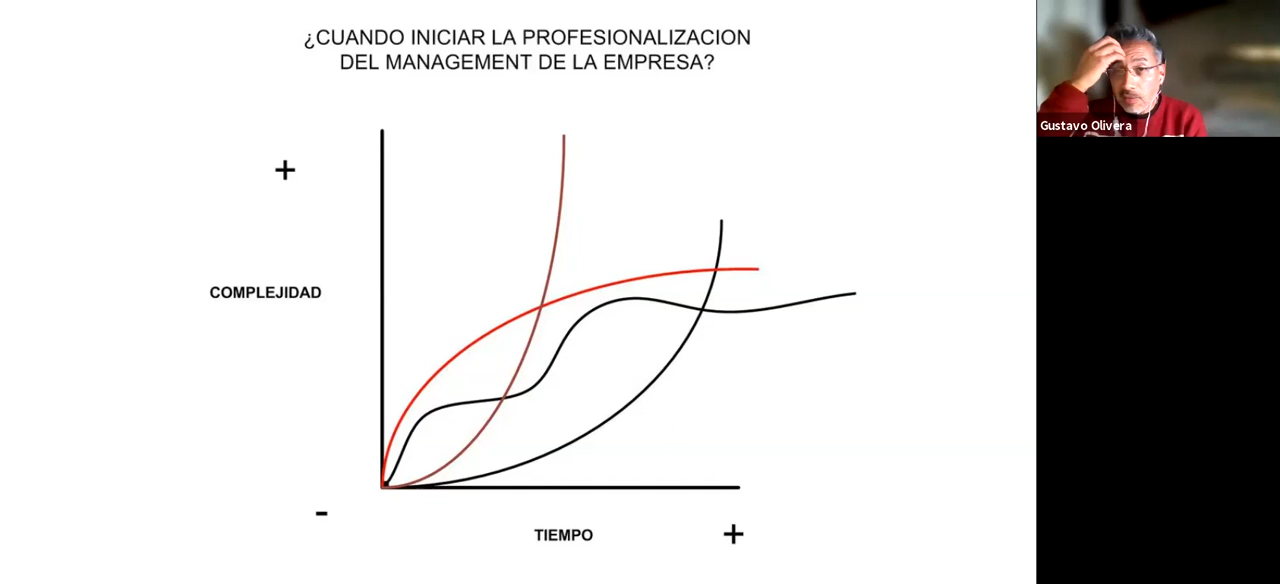 ¿CUANDO INICIAR LA PROFESIONALIZACION
DEL MANAGEMENT DE LA EMPRESA?
+
COMPLEJIDAD
-
TIEMPO
+
Gustavo Olivera